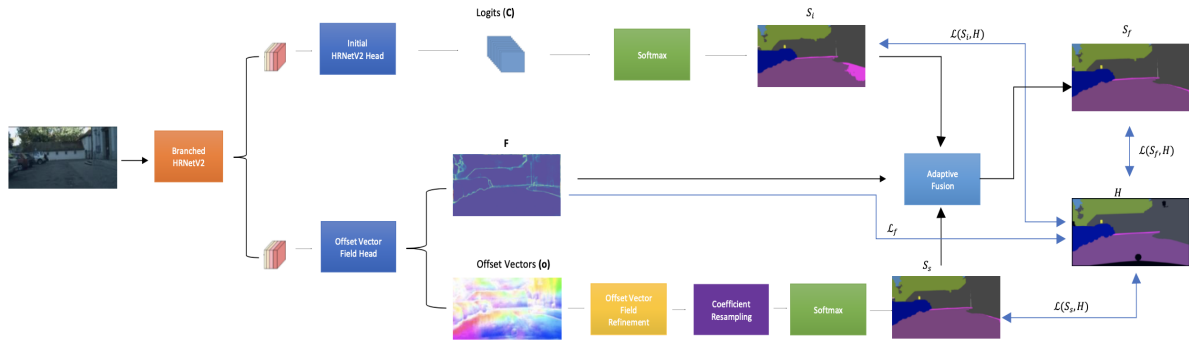 Logits (C)
S_i
ℒ(S_i, H)
S_f
Initial
HRNetV2 Head
Softmax
Branched
HRNetV2
F
Adaptive
Fusion
ℒ(S_f, H)
H
Offset Vector
Field Head
ℒ_f
Offset Vectors (o)
S_s
Offset Vector
Field
Refinement
Coefficient
Resampling
Softmax
ℒ(S_s, H)